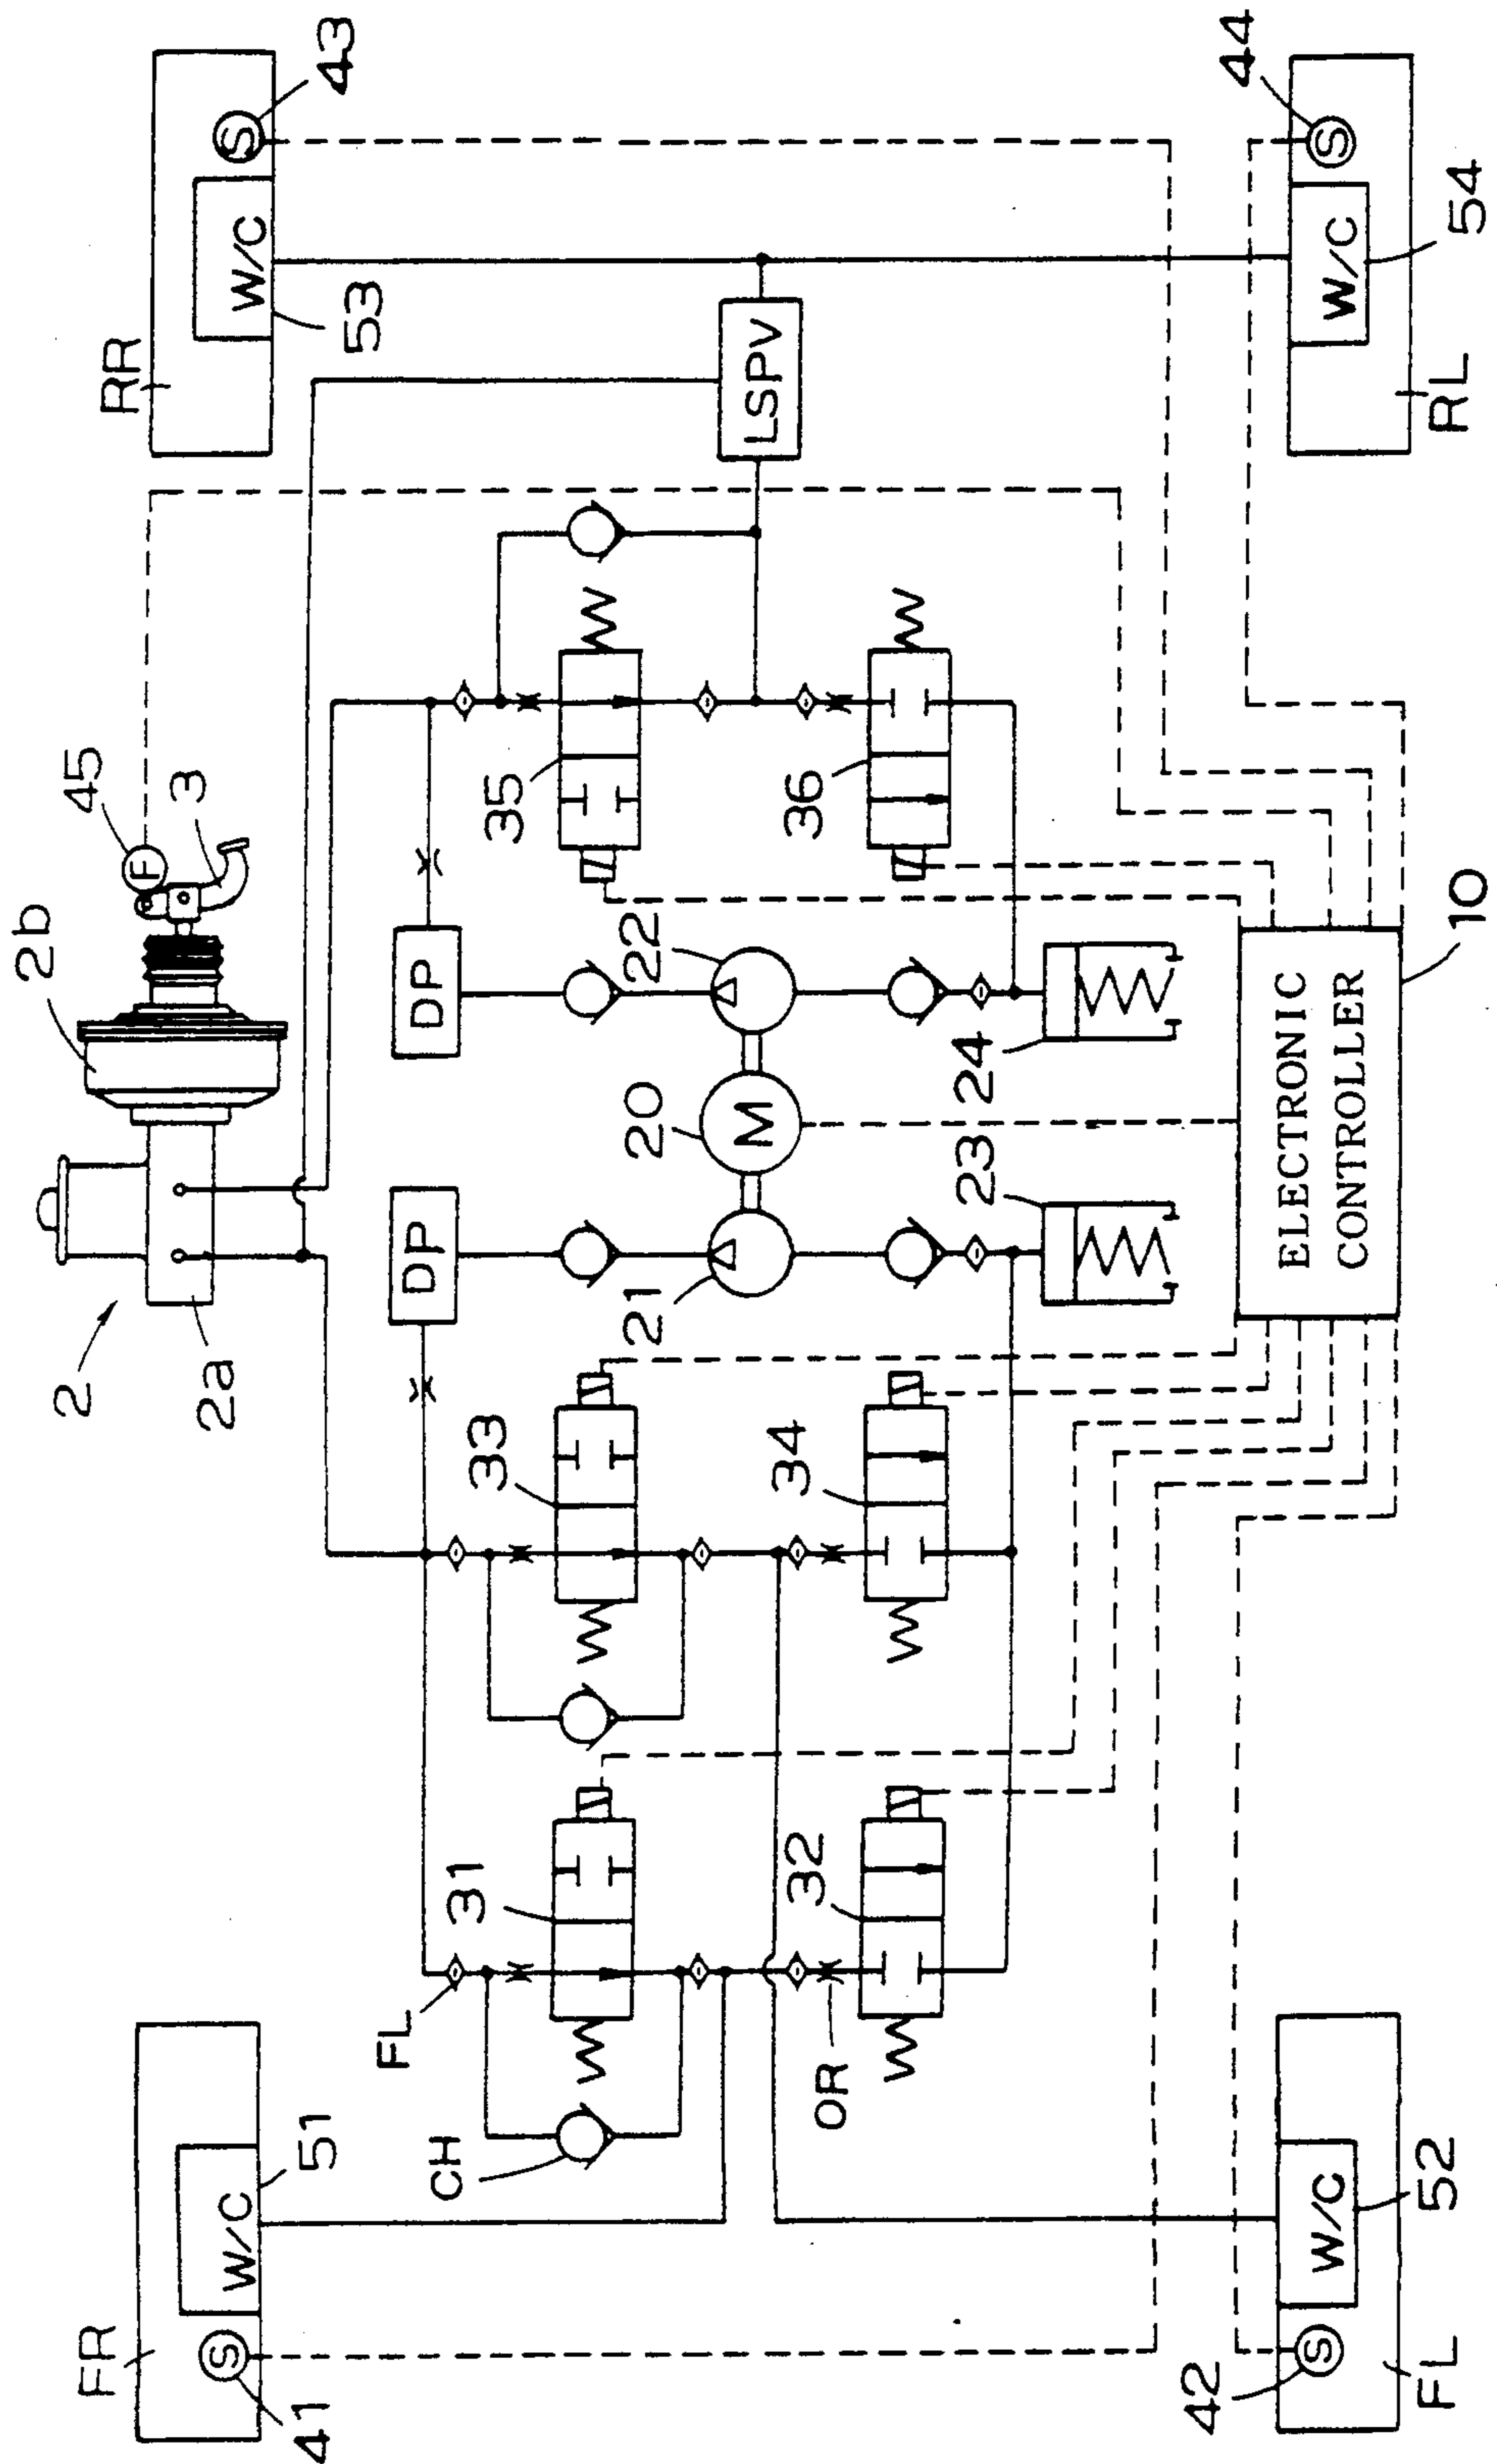 2b
2
45
FR
RR
F
3
2a
S
W/C
W/C
S
41
51
43
53
FL
DP
DP
CH
31
33
35
21
20
22
M
LSPV
32
34
36
OR
23
24
42
44
ELECTRONIC
CONTROLLER
S
W/C
W/C
S
FL
52
10
RL
54